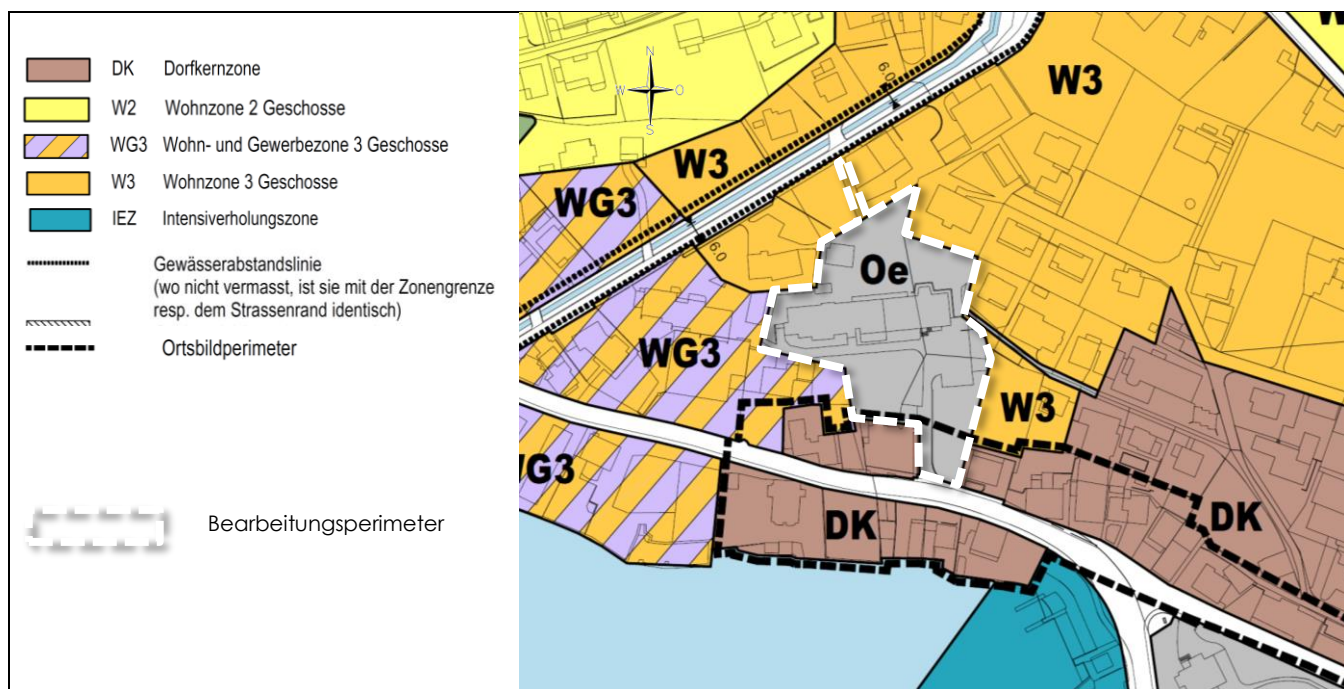 DK Dorfkernzone
W2 Wohnzone 2 Geschosse
WG3 Wohn- und Gewerbezone 3 Geschosse
W3 Wohnzone 3 Geschosse
IEZ Intensiverholungszone
Gewässerabstandslinie
(wo nicht vermasst, ist sie mit der Zonengrenze
resp. dem Strassenrand identisch)
Ortsbildperimeter
Bearbeitungsperimeter
N
W O
S
6.0
W3
W3
WG3
6.0
Oe
WG3
W3
WG3
DK
DK